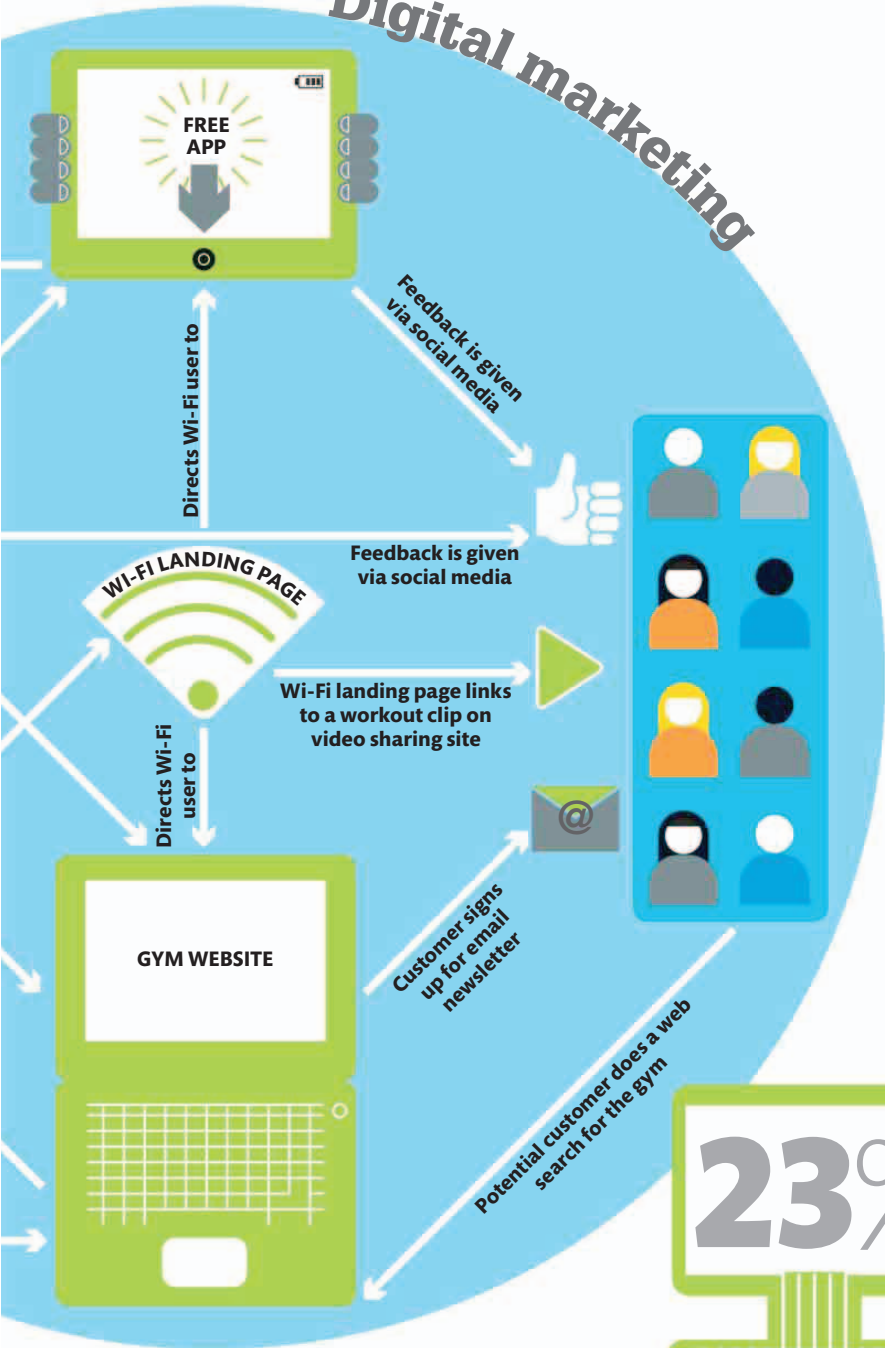 Digital marketing
FREE
APP
Directs Wi-Fi user to
Feedback is given
via social media
WI-FI LANDING PAGE
Feedback is given
via social media
Wi-Fi landing page links
to a workout clip on
video sharing site
Directs Wi-Fi
user to
@
GYM WEBSITE
Customer signs
up for email
newsletter
Potential customer does a web
search for the gym
23%